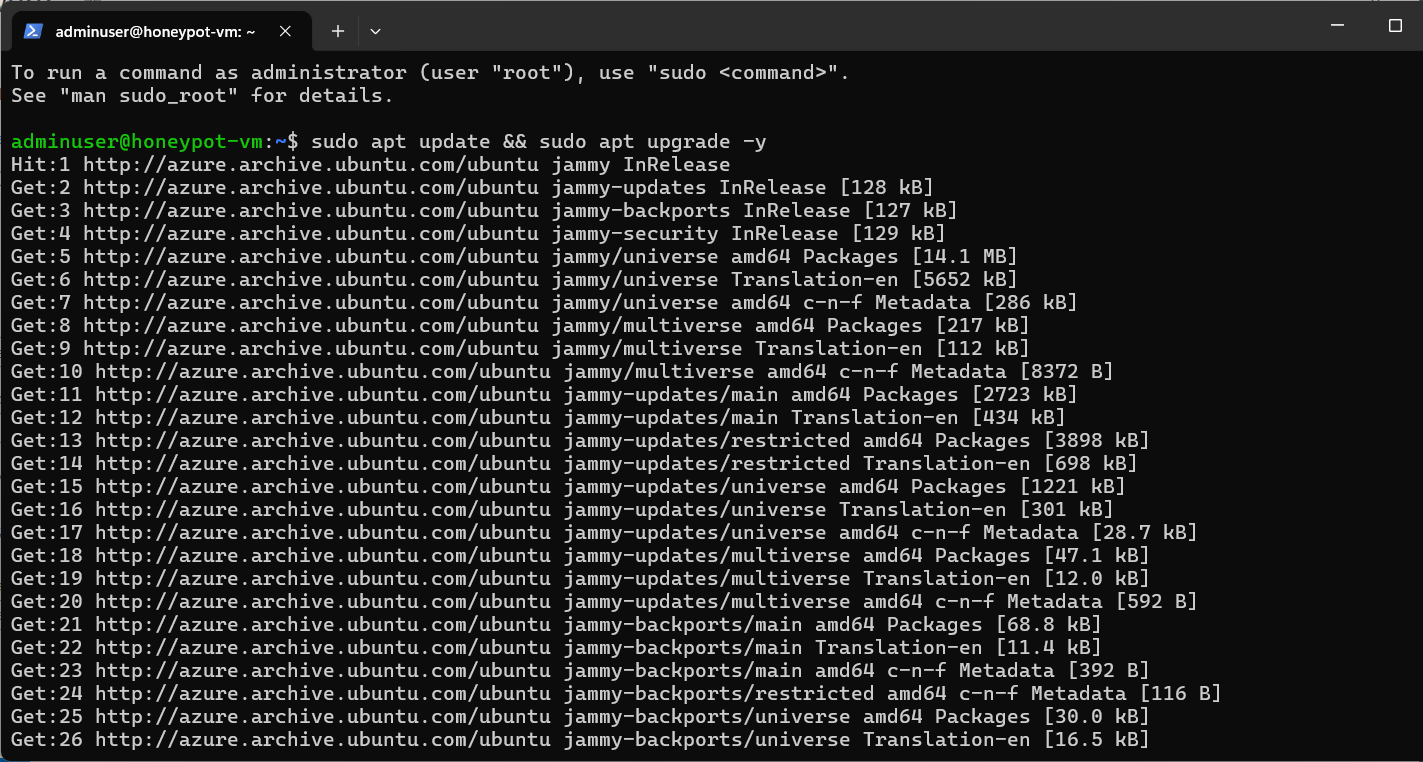 adminuser@honeypot-vm: ~
To run a command as administrator (user "root"), use "sudo <command>".
See "man sudo_root" for details.
adminuser@honeypot-vm:~$ sudo apt update && sudo apt upgrade -y
Hit:1 http://azure.archive.ubuntu.com/ubuntu jammy InRelease
Get:2 http://azure.archive.ubuntu.com/ubuntu jammy-updates InRelease [128 kB]
Get:3 http://azure.archive.ubuntu.com/ubuntu jammy-backports InRelease [127 kB]
Get:4 http://azure.archive.ubuntu.com/ubuntu jammy-security InRelease [129 kB]
Get:5 http://azure.archive.ubuntu.com/ubuntu jammy/universe amd64 Packages [14.1 MB]
Get:6 http://azure.archive.ubuntu.com/ubuntu jammy/universe Translation-en [5652 kB]
Get:7 http://azure.archive.ubuntu.com/ubuntu jammy/universe amd64 c-n-f Metadata [286 kB]
Get:8 http://azure.archive.ubuntu.com/ubuntu jammy/multiverse amd64 Packages [217 kB]
Get:9 http://azure.archive.ubuntu.com/ubuntu jammy/multiverse Translation-en [112 kB]
Get:10 http://azure.archive.ubuntu.com/ubuntu jammy/multiverse amd64 c-n-f Metadata [8372 B]
Get:11 http://azure.archive.ubuntu.com/ubuntu jammy-updates/main amd64 Packages [2723 kB]
Get:12 http://azure.archive.ubuntu.com/ubuntu jammy-updates/main Translation-en [434 kB]
Get:13 http://azure.archive.ubuntu.com/ubuntu jammy-updates/restricted amd64 Packages [3898 kB]
Get:14 http://azure.archive.ubuntu.com/ubuntu jammy-updates/restricted Translation-en [698 kB]
Get:15 http://azure.archive.ubuntu.com/ubuntu jammy-updates/universe amd64 Packages [1221 kB]
Get:16 http://azure.archive.ubuntu.com/ubuntu jammy-updates/universe Translation-en [301 kB]
Get:17 http://azure.archive.ubuntu.com/ubuntu jammy-updates/universe amd64 c-n-f Metadata [28.7 kB]
Get:18 http://azure.archive.ubuntu.com/ubuntu jammy-updates/multiverse amd64 Packages [47.1 kB]
Get:19 http://azure.archive.ubuntu.com/ubuntu jammy-updates/multiverse Translation-en [12.0 kB]
Get:20 http://azure.archive.ubuntu.com/ubuntu jammy-updates/multiverse amd64 c-n-f Metadata [592 B]
Get:21 http://azure.archive.ubuntu.com/ubuntu jammy-backports/main amd64 Packages [68.8 kB]
Get:22 http://azure.archive.ubuntu.com/ubuntu jammy-backports/main Translation-en [11.4 kB]
Get:23 http://azure.archive.ubuntu.com/ubuntu jammy-backports/main amd64 c-n-f Metadata [392 B]
Get:24 http://azure.archive.ubuntu.com/ubuntu jammy-backports/restricted amd64 c-n-f Metadata [116 B]
Get:25 http://azure.archive.ubuntu.com/ubuntu jammy-backports/universe amd64 Packages [30.0 kB]
Get:26 http://azure.archive.ubuntu.com/ubuntu jammy-backports/universe Translation-en [16.5 kB]